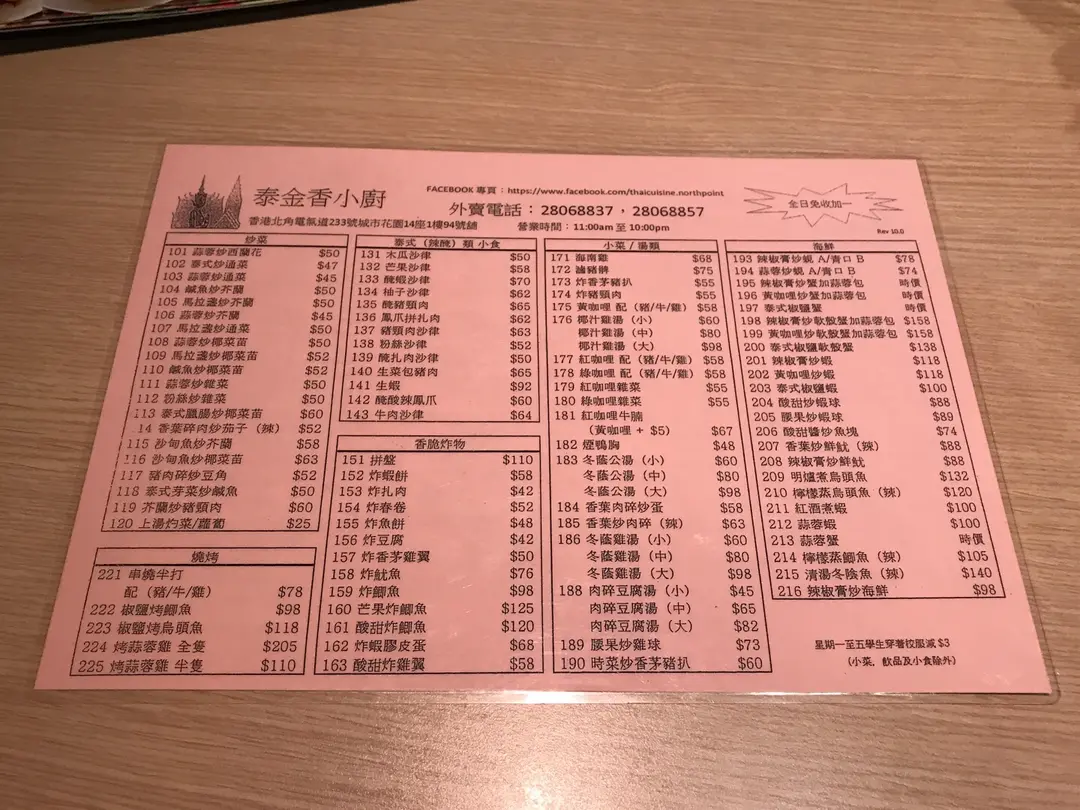 泰金香小廚
FACEBOOK 專頁：https://www.facebook.com/thaicuisine.northpoint
外賣電話：28068837，28068857
香港北角電氣道233號城市花園14座1樓94號舖
營業時間：11:00am 至 10:00pm
全日免收加一
Rev 10.0
炒菜
101 蒜蓉炒西蘭花 $50
102 泰式炒通菜 $47
103 蒜蓉炒通菜 $45
104 鹹魚炒芥蘭 $50
105 馬拉盞炒芥蘭 $50
106 蒜蓉炒芥蘭 $45
107 馬拉盞炒通菜 $50
108 蒜蓉炒椰菜苗 $50
109 馬拉盞炒椰菜苗 $52
110 鹹魚炒椰菜苗 $52
111 蒜蓉炒雜菜 $50
112 粉絲炒雜菜 $50
113 泰式臘腸炒椰菜苗 $60
14 香葉碎肉炒茄子（辣） $52
115 沙甸魚炒芥蘭 $58
116 沙甸魚炒椰菜苗 $63
117 豬肉碎炒豆角 $52
118 泰式芽菜炒鹹魚 $50
119 芥蘭炒豬頸肉 $60
120 上湯灼菜/蘿蔔 $25
燒烤
221 串燒半打
配（豬/牛/雞） $78
222 椒鹽烤鯽魚 $98
223 椒鹽烤烏頭魚 $118
224 烤蒜蓉雞 全隻 $205
225 烤蒜蓉雞 半隻 $110
泰式（辣醃）類 小食
131 木瓜沙律 $50
132 芒果沙律 $58
133 醃蝦沙律 $70
134 柚子沙律 $62
135 醃豬頸肉 $65
136 鳳爪拼扎肉 $62
137 豬頸肉沙律 $63
138 粉絲沙律 $52
139 醃扎肉沙律 $50
140 生菜包豬肉 $65
141 生蝦 $92
142 醃酸辣鳳爪 $60
143 牛肉沙律 $64
香脆炸物
151 拼盤 $110
152 炸蝦餅 $58
153 炸扎肉 $42
154 炸春卷 $52
155 炸魚餅 $48
156 炸豆腐 $42
157 炸香茅雞翼 $50
158 炸魷魚 $76
159 炸鯽魚 $98
160 芒果炸鯽魚 $125
161 酸甜炸鯽魚 $120
162 炸蝦膠皮蛋 $68
163 酸甜炸雞翼 $58
小菜/湯類
171 海南雞 $68
172 滷豬髀 $75
173 炸香茅豬扒 $55
174 炸豬頸肉 $55
175 黃咖哩 配（豬/牛/雞） $58
176 椰汁雞湯（小） $60
椰汁雞湯（中） $80
椰汁雞湯（大） $98
177 紅咖哩 配（豬/牛/雞） $58
178 綠咖哩 配（豬/牛/雞） $58
179 紅咖哩雜菜 $55
180 綠咖哩雜菜 $55
181 紅咖哩牛腩
（黃咖哩 + $5） $67
182 煙鴨胸 $48
183 冬蔭公湯（小） $60
冬蔭公湯（中） $80
冬蔭公湯（大） $98
184 香葉肉碎炒蛋 $58
185 香葉炒肉碎（辣） $63
186 冬蔭雞湯（小） $60
冬蔭雞湯（中） $80
冬蔭雞湯（大） $98
188 肉碎豆腐湯（小） $45
肉碎豆腐湯（中） $65
肉碎豆腐湯（大） $82
189 腰果炒雞球 $73
190 時菜炒香茅豬扒 $60
海鮮
193 辣椒膏炒蜆 A/青口 B $78
194 蒜蓉炒蜆 A/青口 B $74
195 辣椒膏炒蟹加蒜蓉包 時價
196 黃咖哩炒蟹加蒜蓉包 時價
197 泰式椒鹽蟹 時價
198 辣椒膏炒軟殼蟹加蒜蓉包 $158
199 黃咖哩炒軟殼蟹加蒜蓉包 $158
200 泰式椒鹽軟殼蟹 $138
201 辣椒膏炒蝦 $118
202 黃咖哩炒蝦 $118
203 泰式椒鹽蝦 $100
204 酸甜炒蝦球 $88
205 腰果炒蝦球 $89
206 酸甜醬炒魚塊 $74
207 香葉炒鮮魷（辣） $88
208 辣椒膏炒鮮魷 $88
209 明爐煮烏頭魚 $132
210 檸檬蒸烏頭魚（辣） $120
211 紅酒煮蝦 $100
212 蒜蓉蝦 $100
213 蒜蓉蟹 時價
214 檸檬蒸鯽魚（辣） $105
215 清湯冬陰魚（辣） $140
216 辣椒膏炒海鮮 $98
星期一至五學生穿著校服減 $3
（小菜，飲品及小食除外）